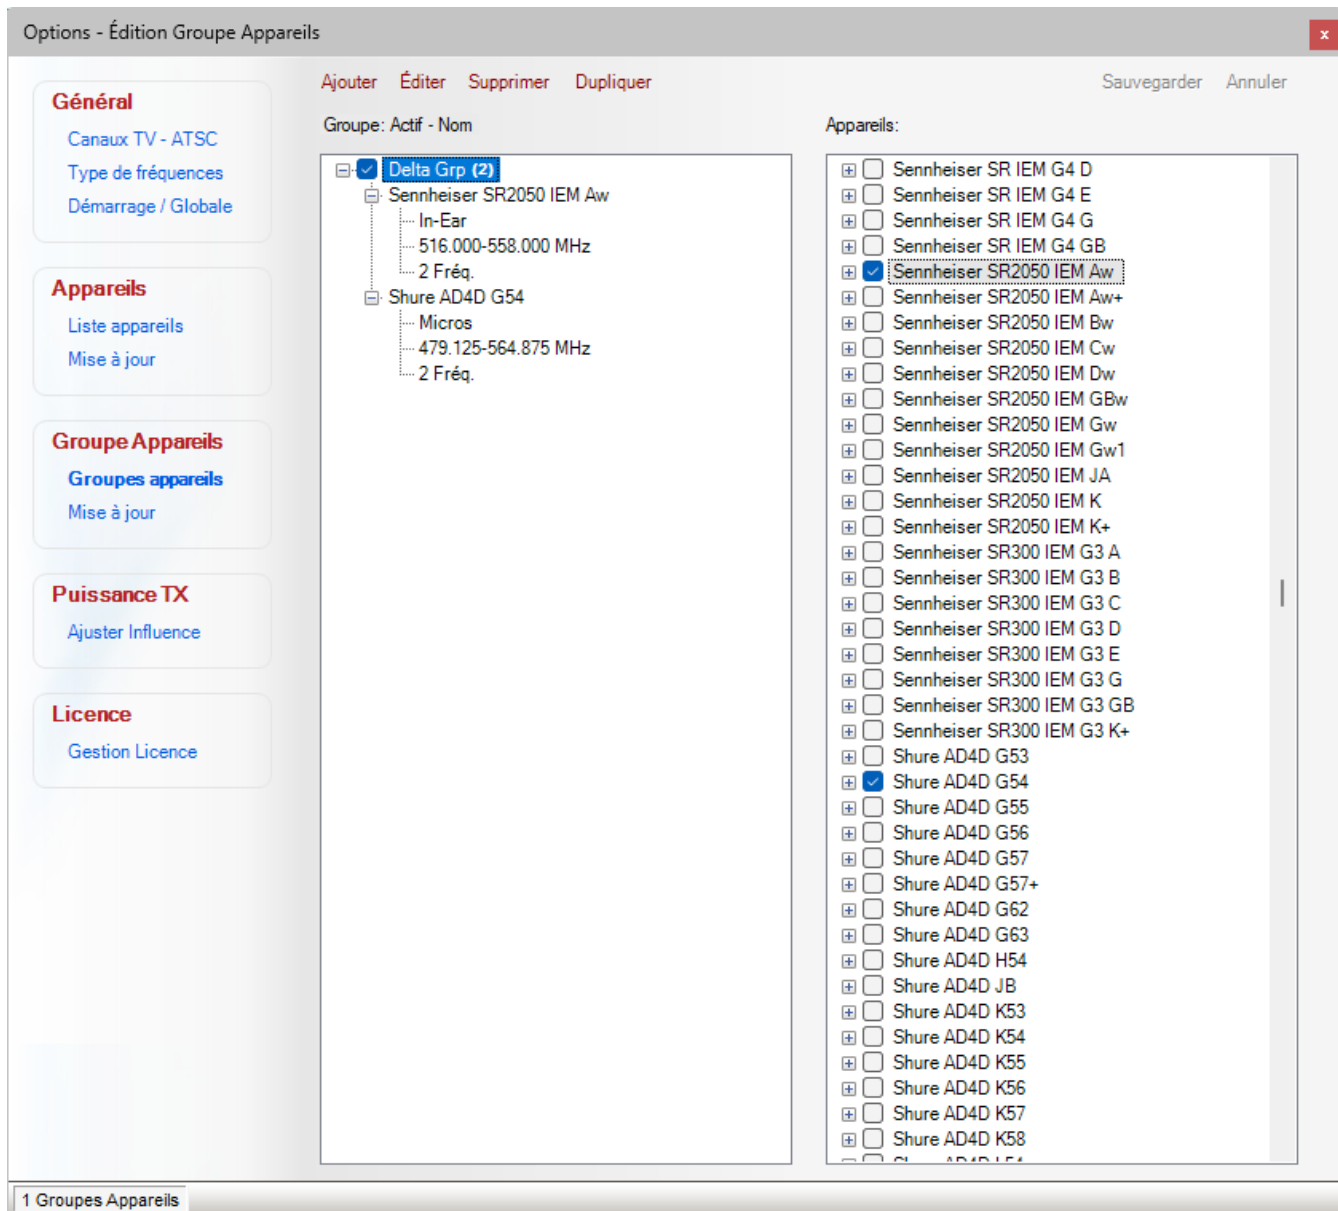 Options - Édition Groupe Appareils
x
Général
Canaux TV - ATSC
Type de fréquences
Démarrage / Globale
Appareils
Liste appareils
Mise à jour
Groupe Appareils
Groupes appareils
Mise à jour
Puissance TX
Ajuster Influence
Licence
Gestion Licence
Ajouter Éditer Supprimer Dupliquer
Sauvegarder Annuler
Groupe: Actif - Nom
Delta Grp (2)
Sennheiser SR2050 IEM Aw
In-Ear
516.000-558.000 MHz
2 Fréq.
Shure AD4D G54
Micros
479.125-564.875 MHz
2 Fréq.
Appareils:
Sennheiser SR IEM G4 D
Sennheiser SR IEM G4 E
Sennheiser SR IEM G4 G
Sennheiser SR IEM G4 GB
Sennheiser SR2050 IEM Aw
Sennheiser SR2050 IEM Aw+
Sennheiser SR2050 IEM Bw
Sennheiser SR2050 IEM Cw
Sennheiser SR2050 IEM Dw
Sennheiser SR2050 IEM GBw
Sennheiser SR2050 IEM Gw
Sennheiser SR2050 IEM Gw1
Sennheiser SR2050 IEM JA
Sennheiser SR2050 IEM K
Sennheiser SR2050 IEM K+
Sennheiser SR300 IEM G3 A
Sennheiser SR300 IEM G3 B
Sennheiser SR300 IEM G3 C
Sennheiser SR300 IEM G3 D
Sennheiser SR300 IEM G3 E
Sennheiser SR300 IEM G3 G
Sennheiser SR300 IEM G3 GB
Sennheiser SR300 IEM G3 K+
Shure AD4D G53
Shure AD4D G54
Shure AD4D G55
Shure AD4D G56
Shure AD4D G57
Shure AD4D G57+
Shure AD4D G62
Shure AD4D G63
Shure AD4D H54
Shure AD4D JB
Shure AD4D K53
Shure AD4D K54
Shure AD4D K55
Shure AD4D K56
Shure AD4D K57
Shure AD4D K58
1 Groupes Appareils